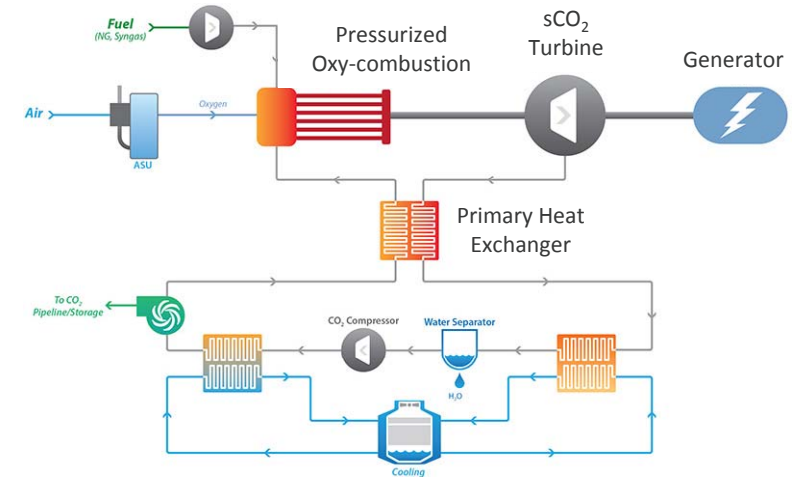 Fuel
(NG, Syngas)
Pressurized
Oxy-combustion
sCO₂
Turbine
Generator
Air
Oxygen
ASU
Primary Heat
Exchanger
To CO₂
Pipeline/Storage
CO₂ Compressor
Water Separator
H₂O
Cooling